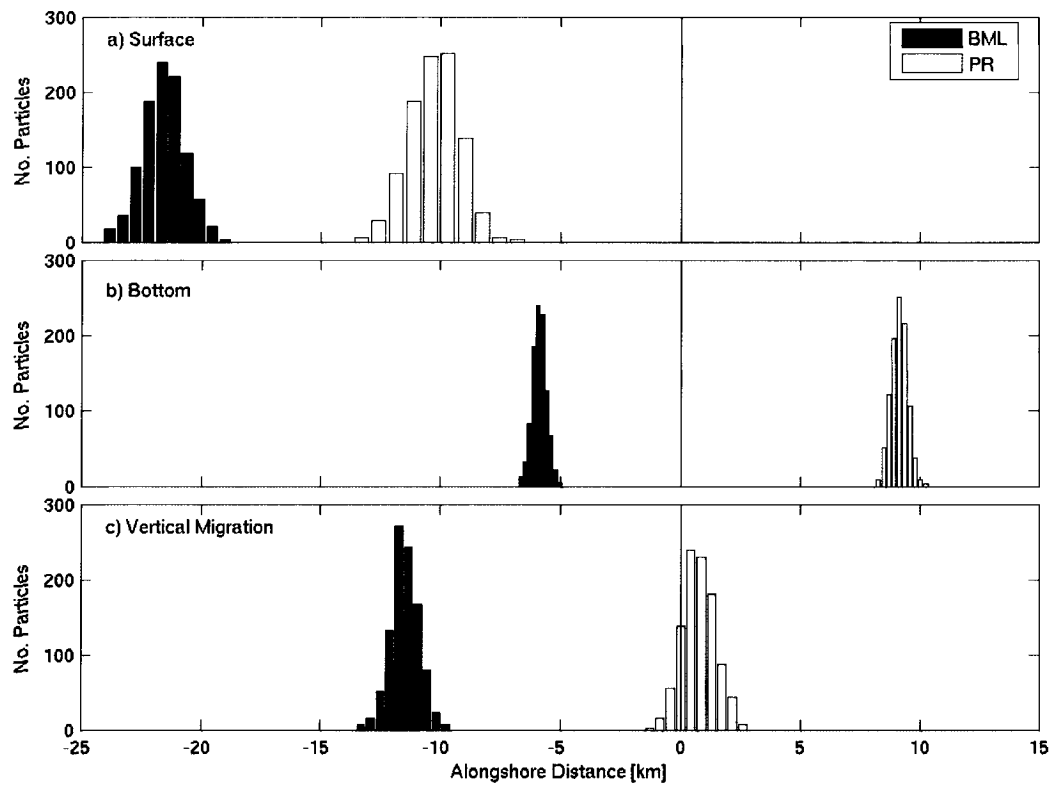 300
a) Surface
BML
PR
200
100
0
No. Particles
300
b) Bottom
200
100
0
No. Particles
300
c) Vertical Migration
200
100
0
No. Particles
-25 -20 -15 -10 -5 0 5 10 15
Alongshore Distance [km]